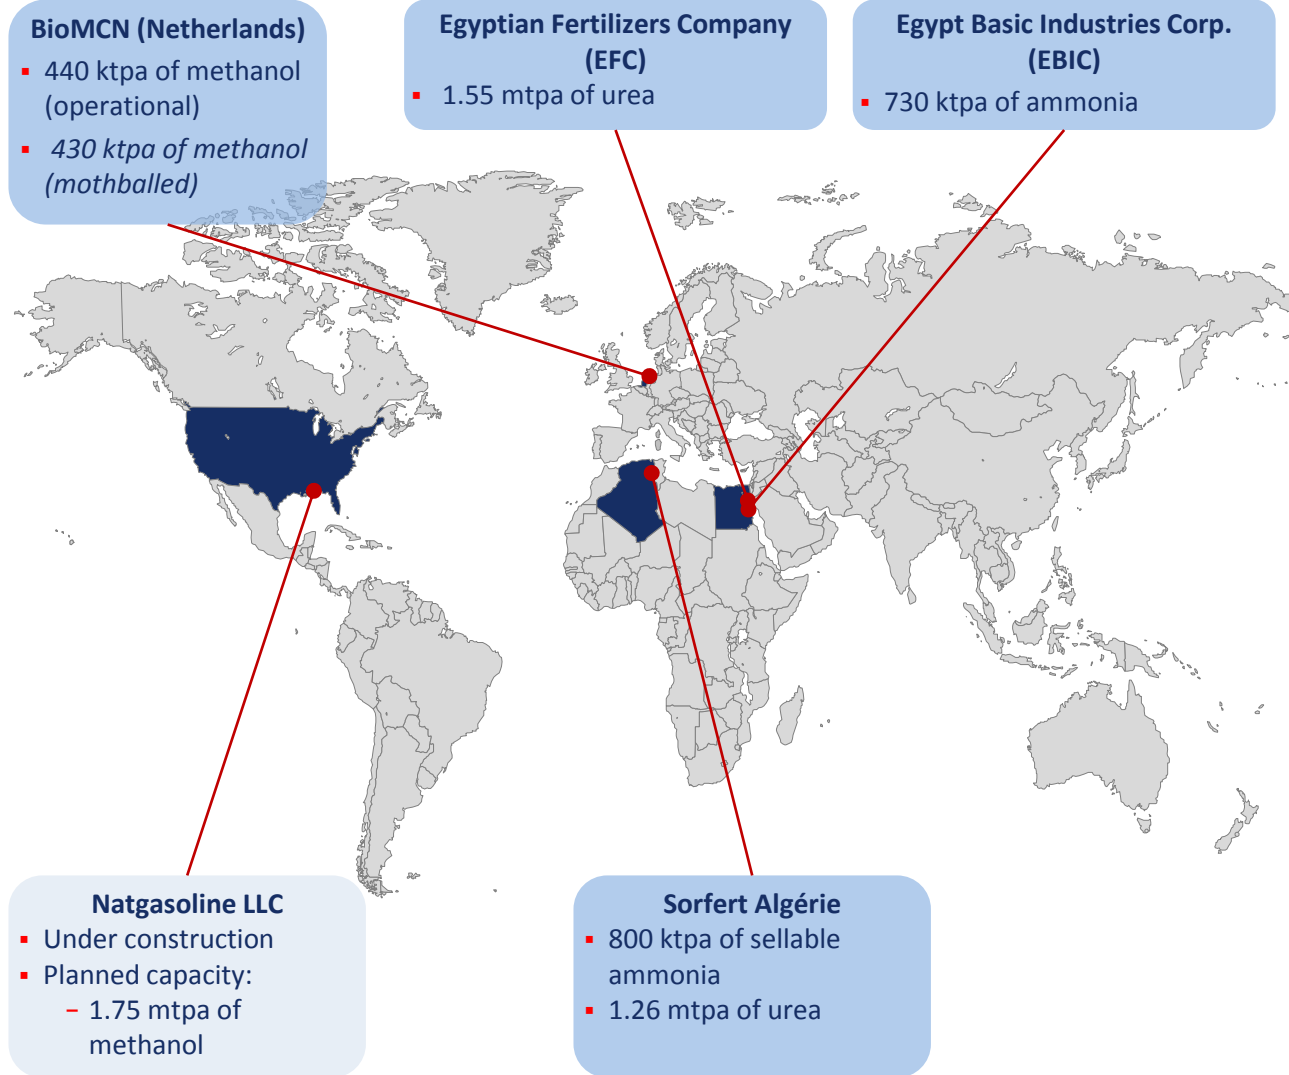 BioMCN (Netherlands)
▪ 440 ktpa of methanol
(operational)
▪ 430 ktpa of methanol
(mothballed)
Egyptian Fertilizers Company
(EFC)
▪ 1.55 mtpa of urea
Egypt Basic Industries Corp.
(EBIC)
▪ 730 ktpa of ammonia
Natgasoline LLC
▪ Under construction
▪ Planned capacity:
− 1.75 mtpa of
methanol
Sorfert Algérie
▪ 800 ktpa of sellable
ammonia
▪ 1.26 mtpa of urea